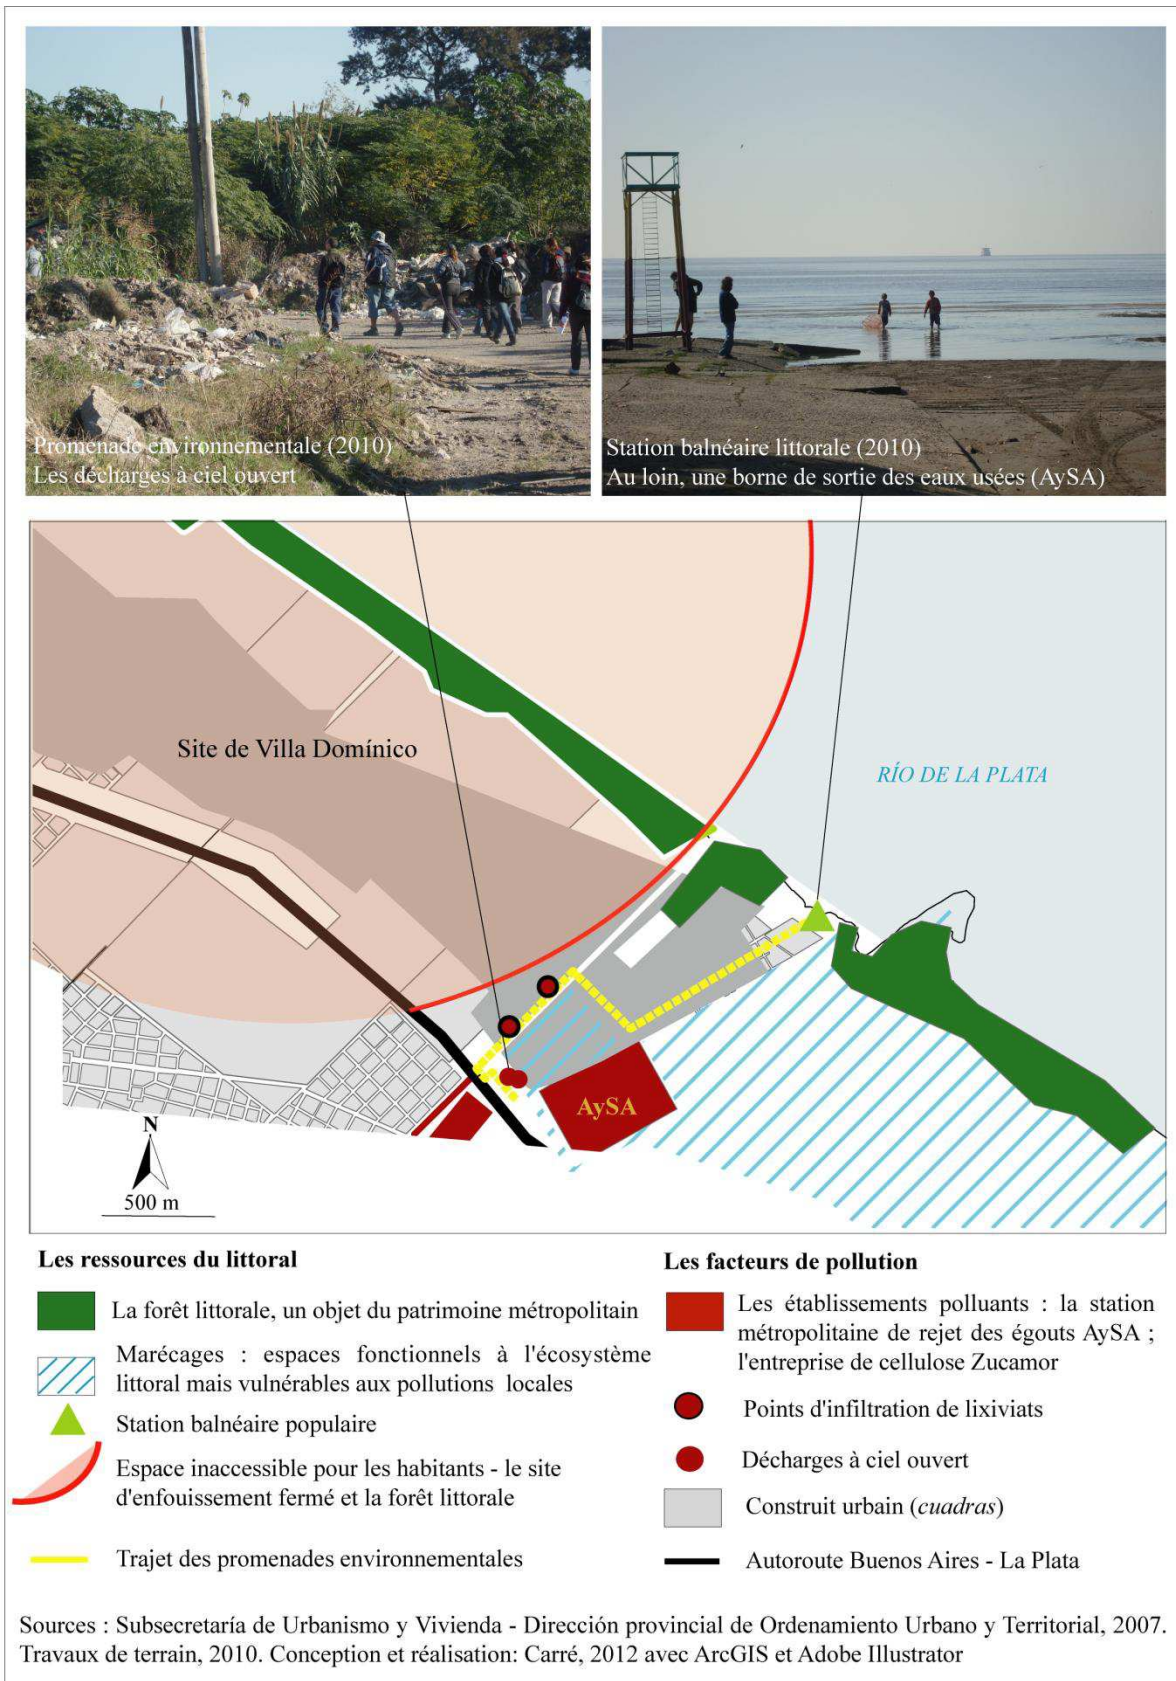 Promenade environnementale (2010)
Les décharges à ciel ouvert
Station balnéaire littorale (2010)
Au loin, une borne de sortie des eaux usées (AySA)
Site de Villa Domínico
RÍO DE LA PLATA
AySA
N
500 m
Les ressources du littoral
La forêt littorale, un objet du patrimoine métropolitain
Marécages : espaces fonctionnels à l'écosystème
littoral mais vulnérables aux pollutions locales
Station balnéaire populaire
Espace inaccessible pour les habitants - le site
d'enfouissement fermé et la forêt littorale
Trajet des promenades environnementales
Les facteurs de pollution
Les établissements polluants : la station
métropolitaine de rejet des égouts AySA ;
l'entreprise de cellulose Zucamor
Points d'infiltration de lixiviats
Décharges à ciel ouvert
Construit urbain (cuadras)
Autoroute Buenos Aires - La Plata
Sources : Subsecretaría de Urbanismo y Vivienda - Dirección provincial de Ordenamiento Urbano y Territorial, 2007.
Travaux de terrain, 2010. Conception et réalisation: Carré, 2012 avec ArcGIS et Adobe Illustrator